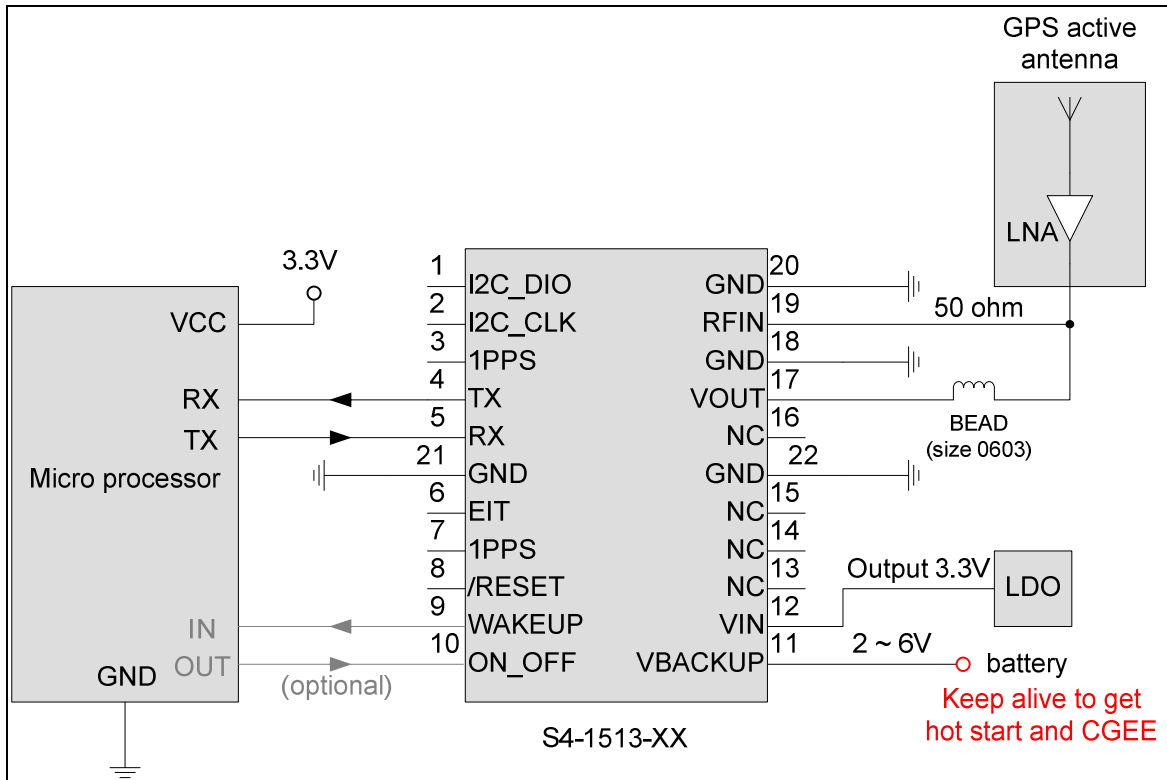 GPS active
antenna
LNA
3.3V
VCC
RX
TX
Micro processor
IN
OUT
GND
(optional)
1
I2C_DIO
2
I2C_CLK
3
1PPS
4
TX
5
RX
21
GND
6
EIT
7
1PPS
8
/RESET
9
WAKEUP
10
ON_OFF
20
GND
19
RFIN
50 ohm
18
GND
17
VOUT
BEAD
(size 0603)
16
NC
22
GND
15
NC
14
NC
13
NC
Output 3.3V
LDO
12
VIN
11
VBACKUP
2 ~ 6V
battery
Keep alive to get
hot start and CGEE
S4-1513-XX